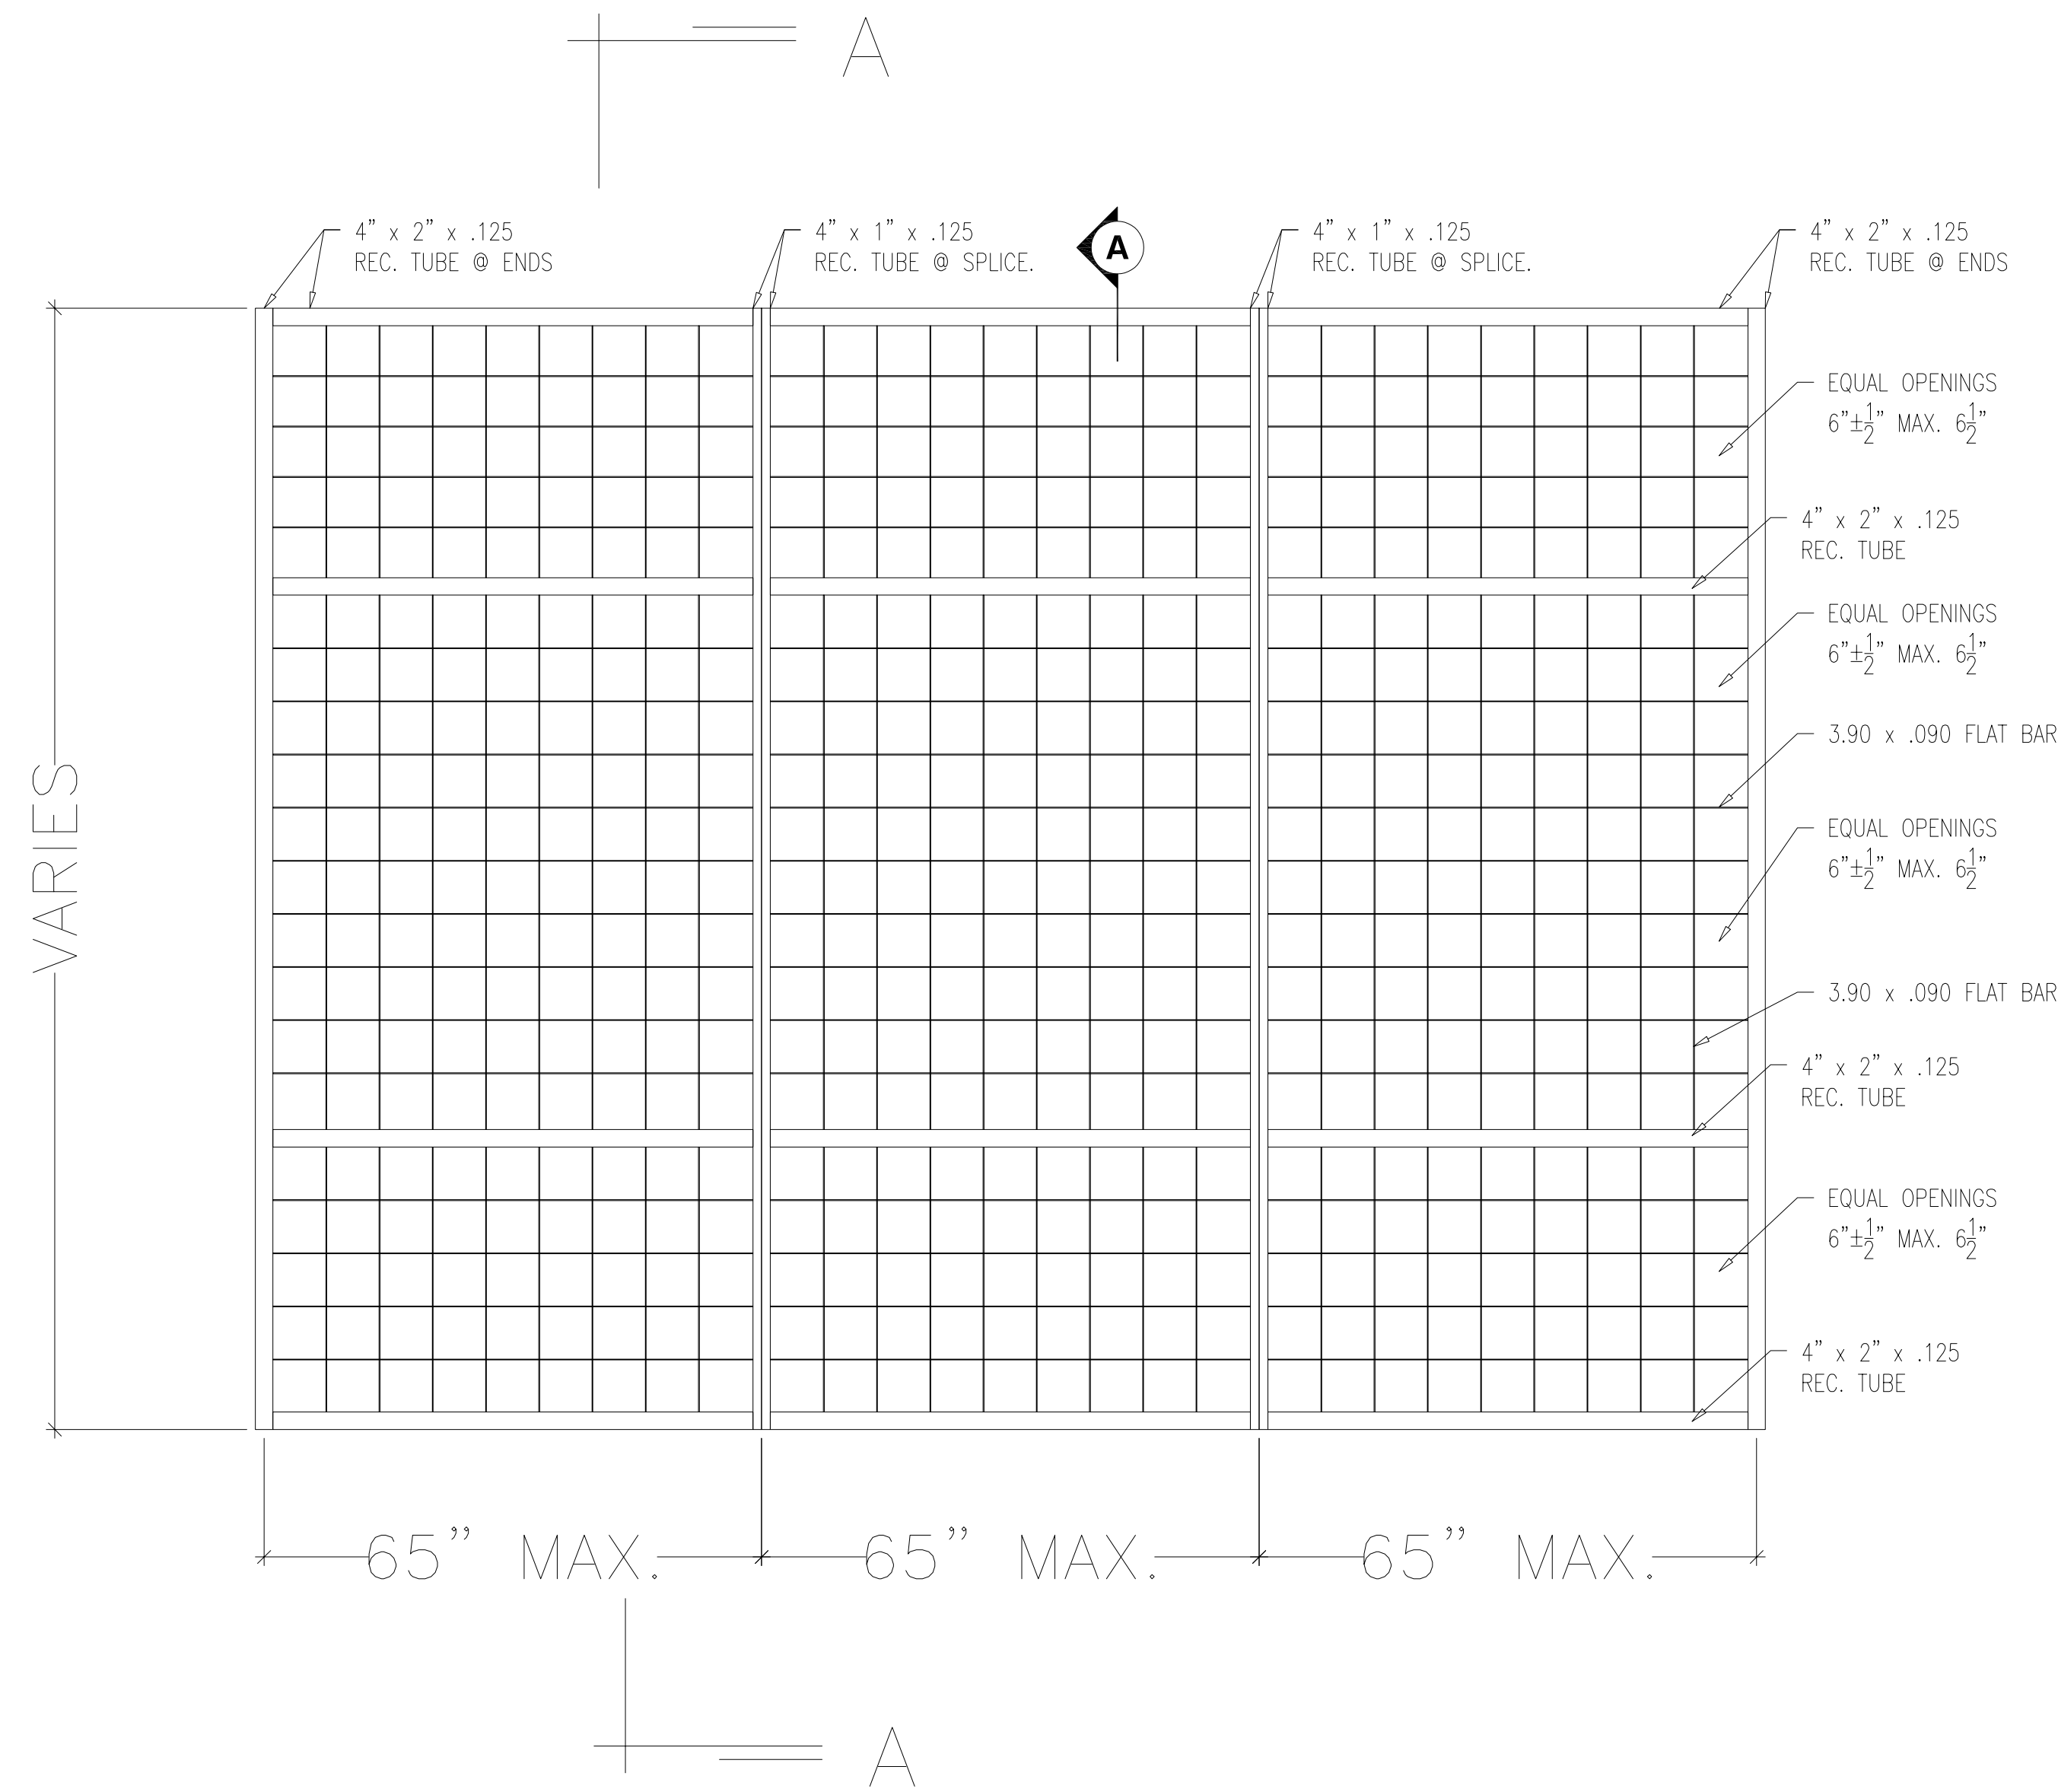 A
4” x 2” x .125
REC. TUBE @ ENDS
4” x 1” x .125
REC. TUBE @ SPLICE.
A
4” x 1” x .125
REC. TUBE @ SPLICE.
4” x 2” x .125
REC. TUBE @ ENDS
EQUAL OPENINGS
6”±1/2” MAX. 6 1/2”
4” x 2” x .125
REC. TUBE
EQUAL OPENINGS
6”±1/2” MAX. 6 1/2”
3.90 x .090 FLAT BAR
VARIES
EQUAL OPENINGS
6”±1/2” MAX. 6 1/2”
3.90 x .090 FLAT BAR
4” x 2” x .125
REC. TUBE
EQUAL OPENINGS
6”±1/2” MAX. 6 1/2”
4” x 2” x .125
REC. TUBE
65” MAX.
65” MAX.
65” MAX.
A